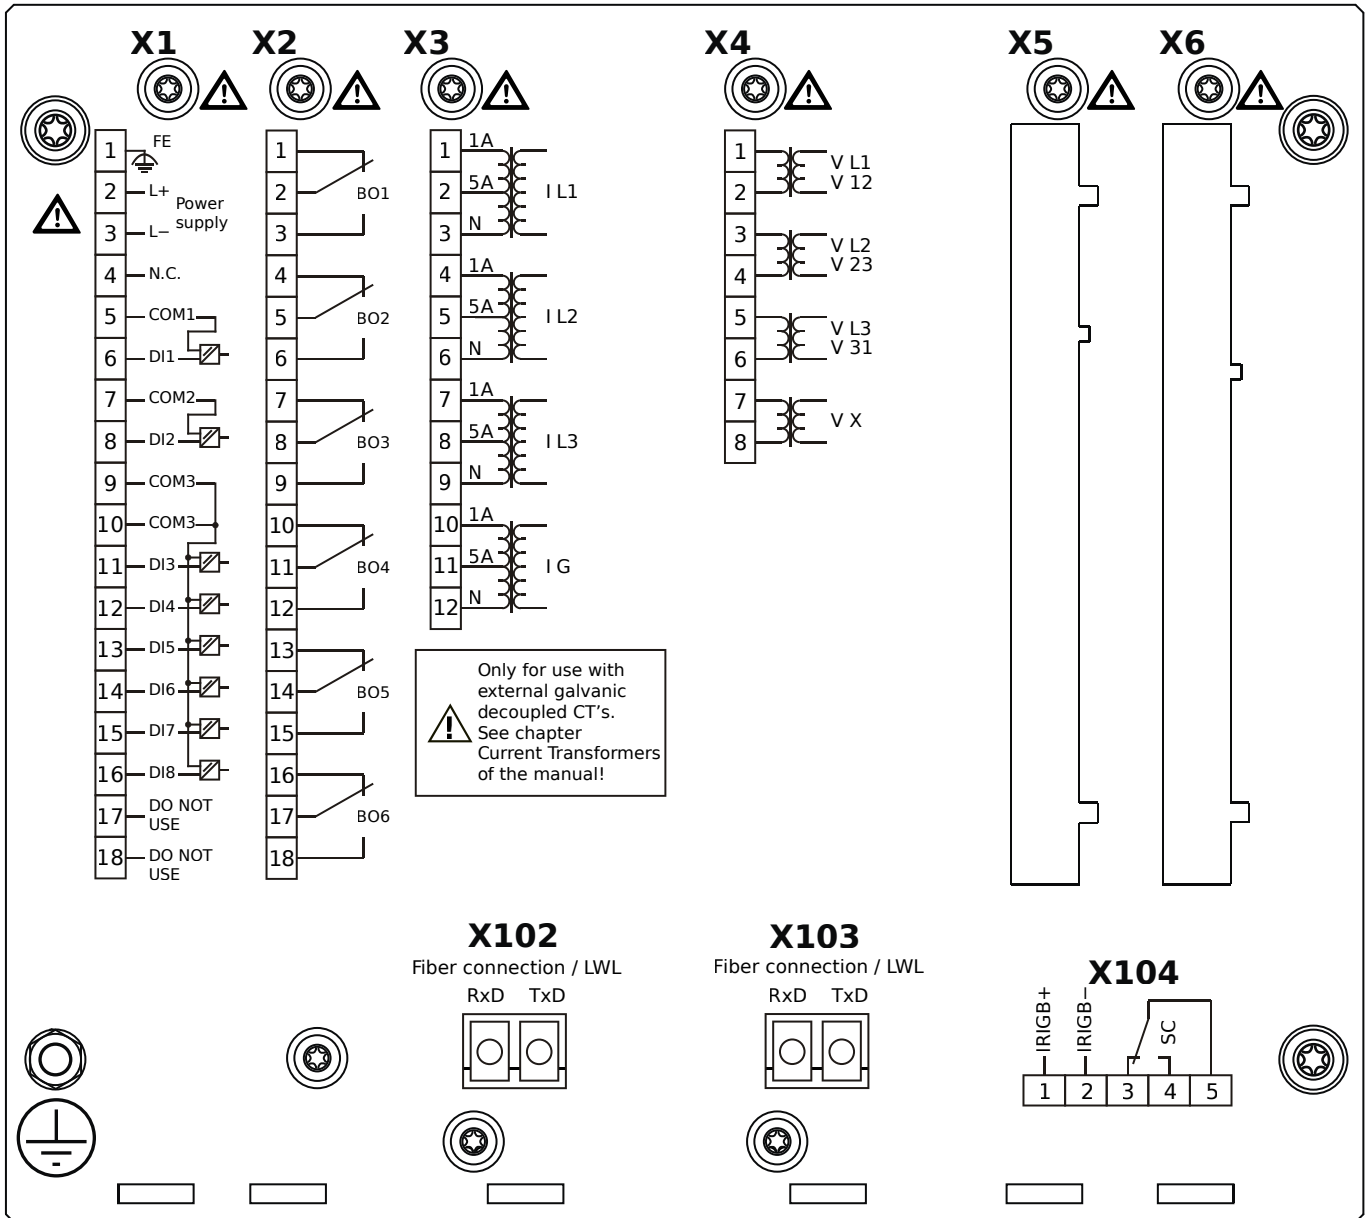 X1
X2
X3
X4
X5
X6
1 FE
2 L+
Power
supply
3 L−
4 N.C.
5 COM1
6 DI1
7 COM2
8 DI2
9 COM3
10 COM3
11 DI3
12 DI4
13 DI5
14 DI6
15 DI7
16 DI8
17 DO NOT
USE
18 DO NOT
USE
1
2 BO1
3
4
5 BO2
6
7
8 BO3
9
10
11 BO4
12
13
14 BO5
15
16
17 BO6
18
1 1A
2 5A I L1
3 N
4 1A
5 5A I L2
6 N
7 1A
8 5A I L3
9 N
10 1A
11 5A I G
12 N
Only for use with
external galvanic
decoupled CT's.
See chapter
Current Transformers
of the manual!
1 V L1
2 V 12
3 V L2
4 V 23
5 V L3
6 V 31
7 V X
8
X102
Fiber connection / LWL
RxD TxD
X103
Fiber connection / LWL
RxD TxD
X104
IRIGB+
IRIGB−
SC
1 2 3 4 5